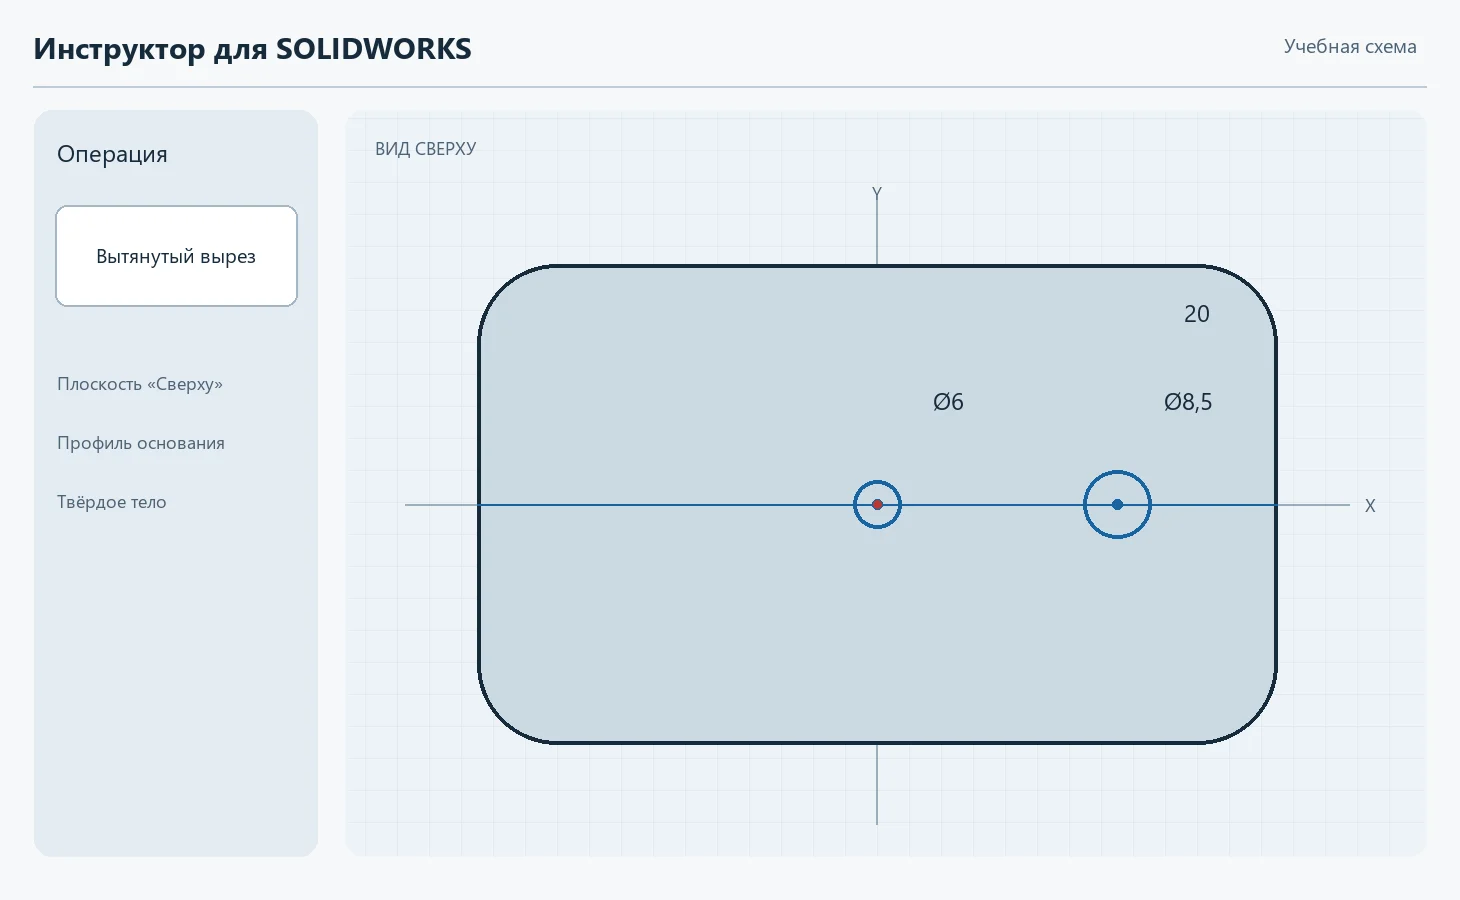 Инструктор для SOLIDWORKS
Учебная схема
Операция
Вытянутый вырез
Плоскость «Сверху»
Профиль основания
Твёрдое тело
ВИД СВЕРХУ
Y
20
Ø6
Ø8,5
X